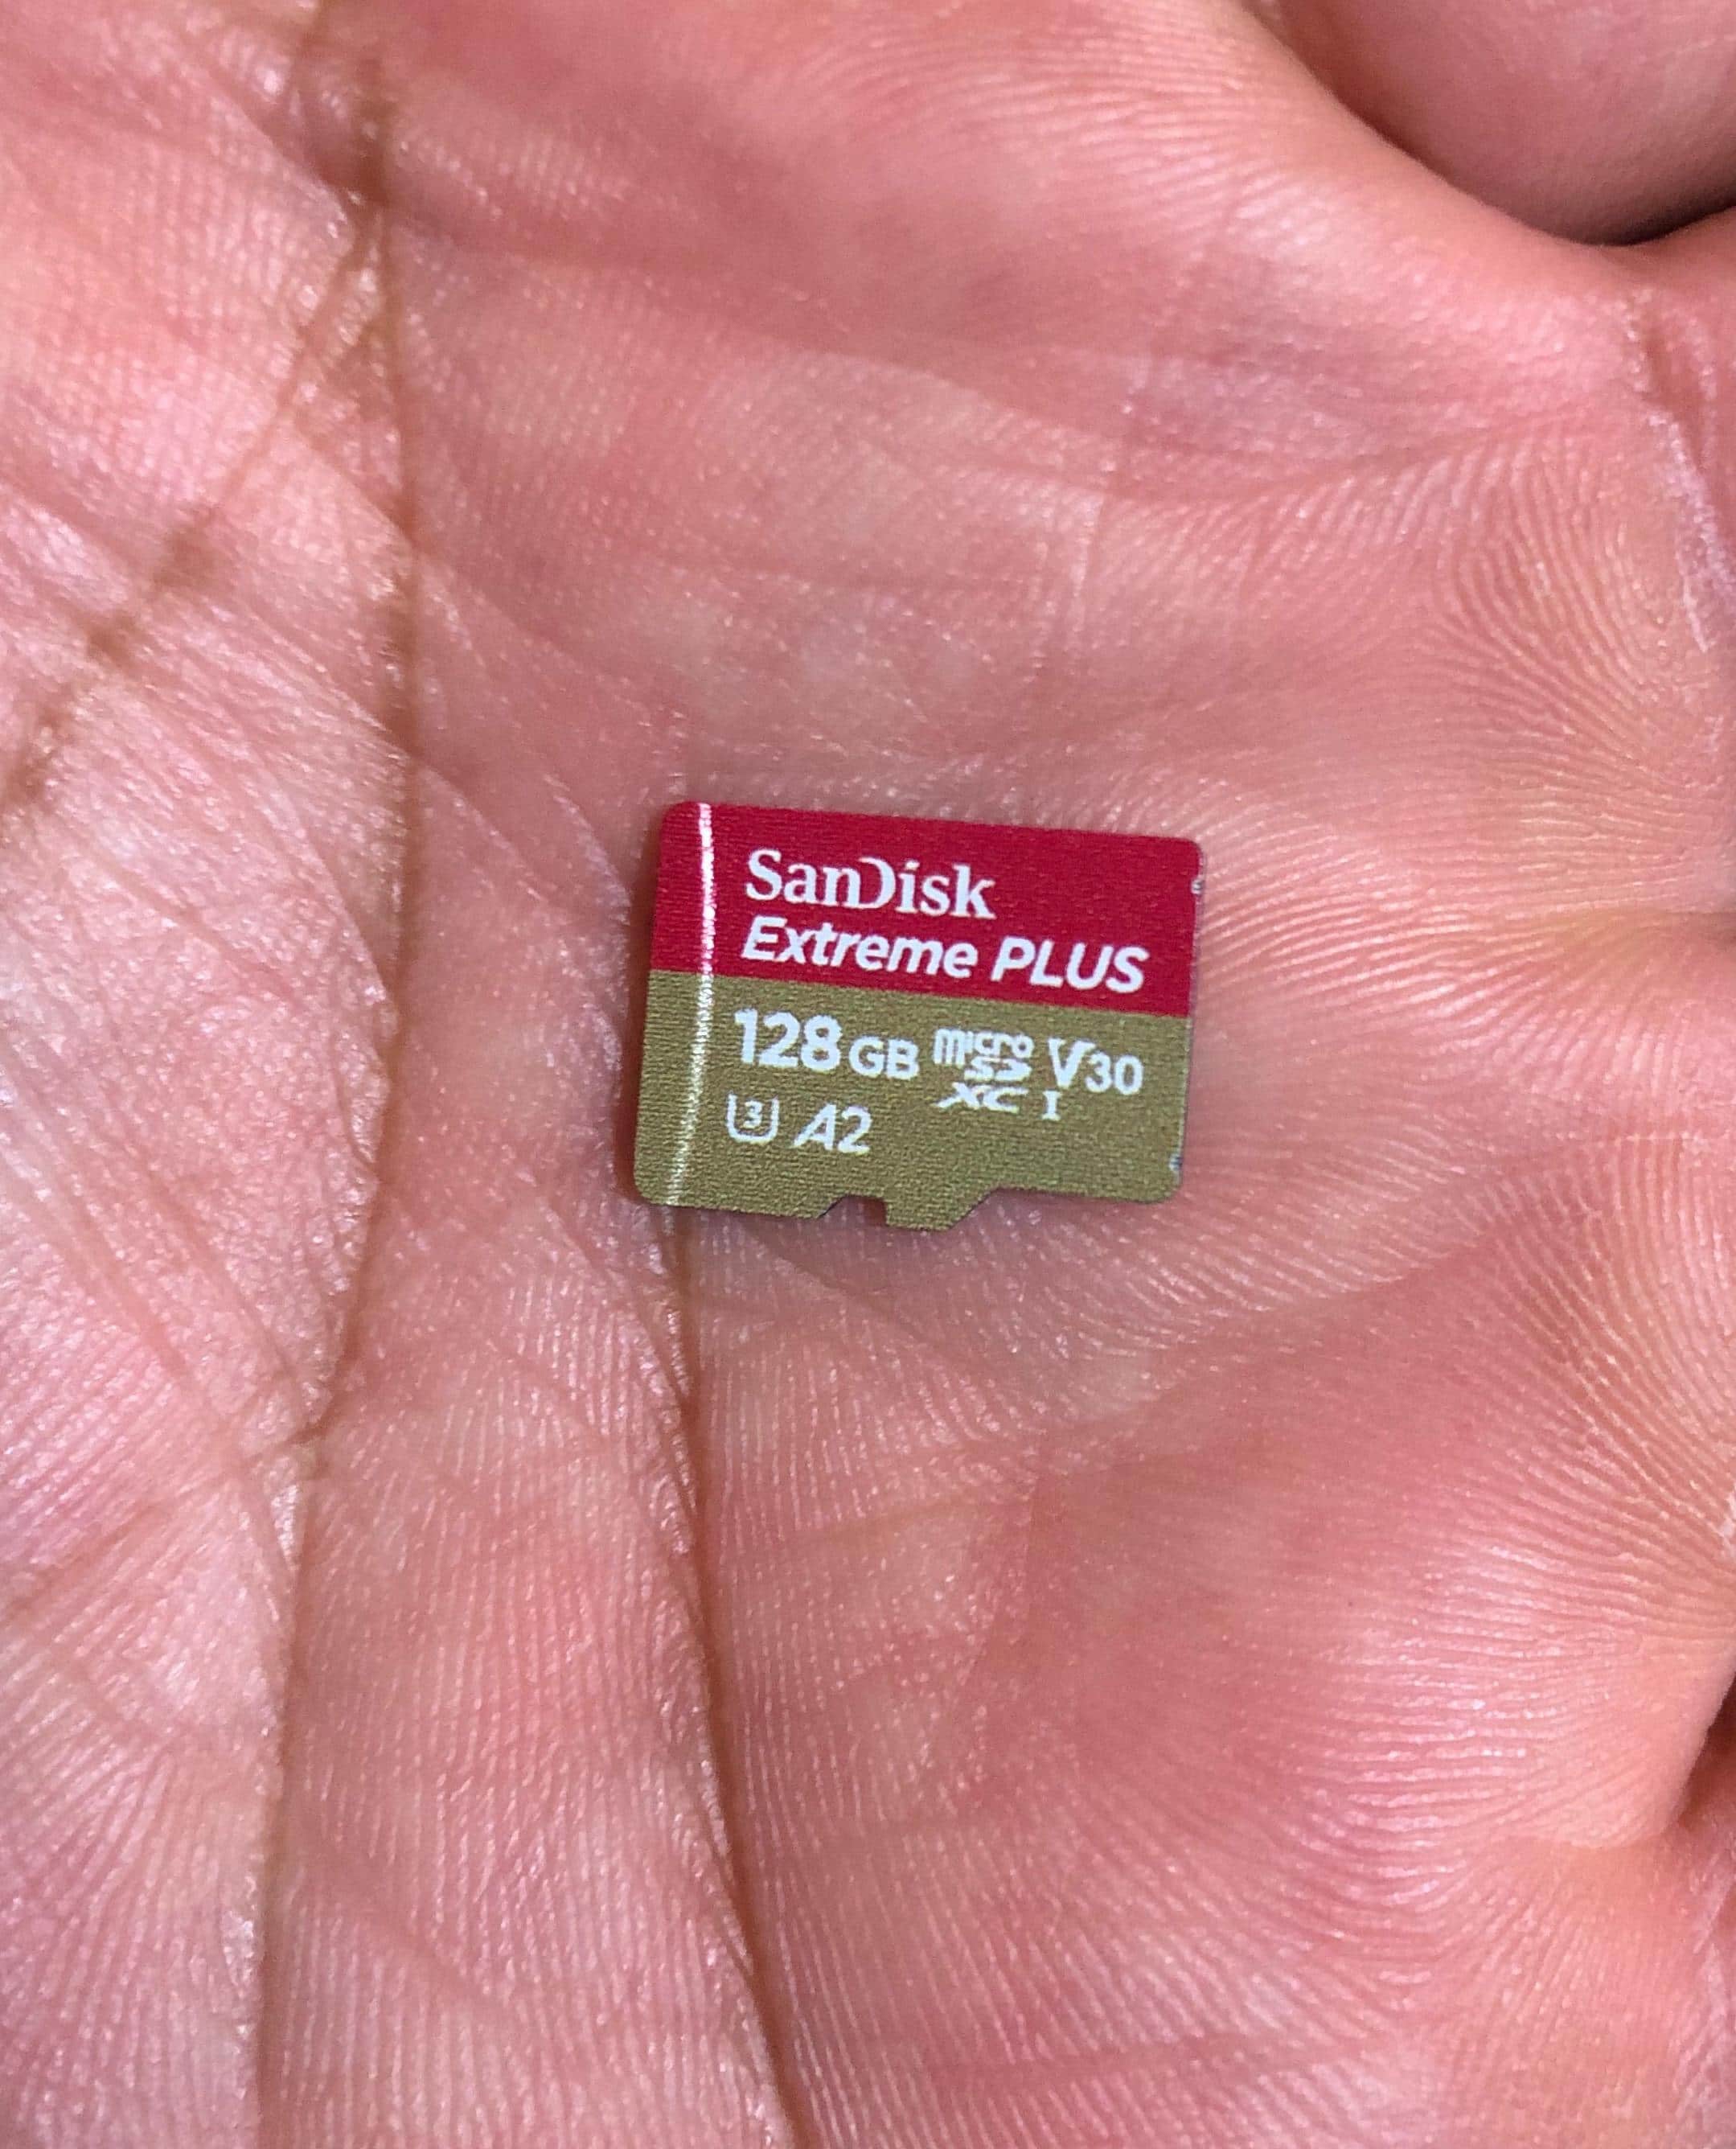 SanDisk
Extreme PLUS
128GB micro SD XC I V30
3 A2